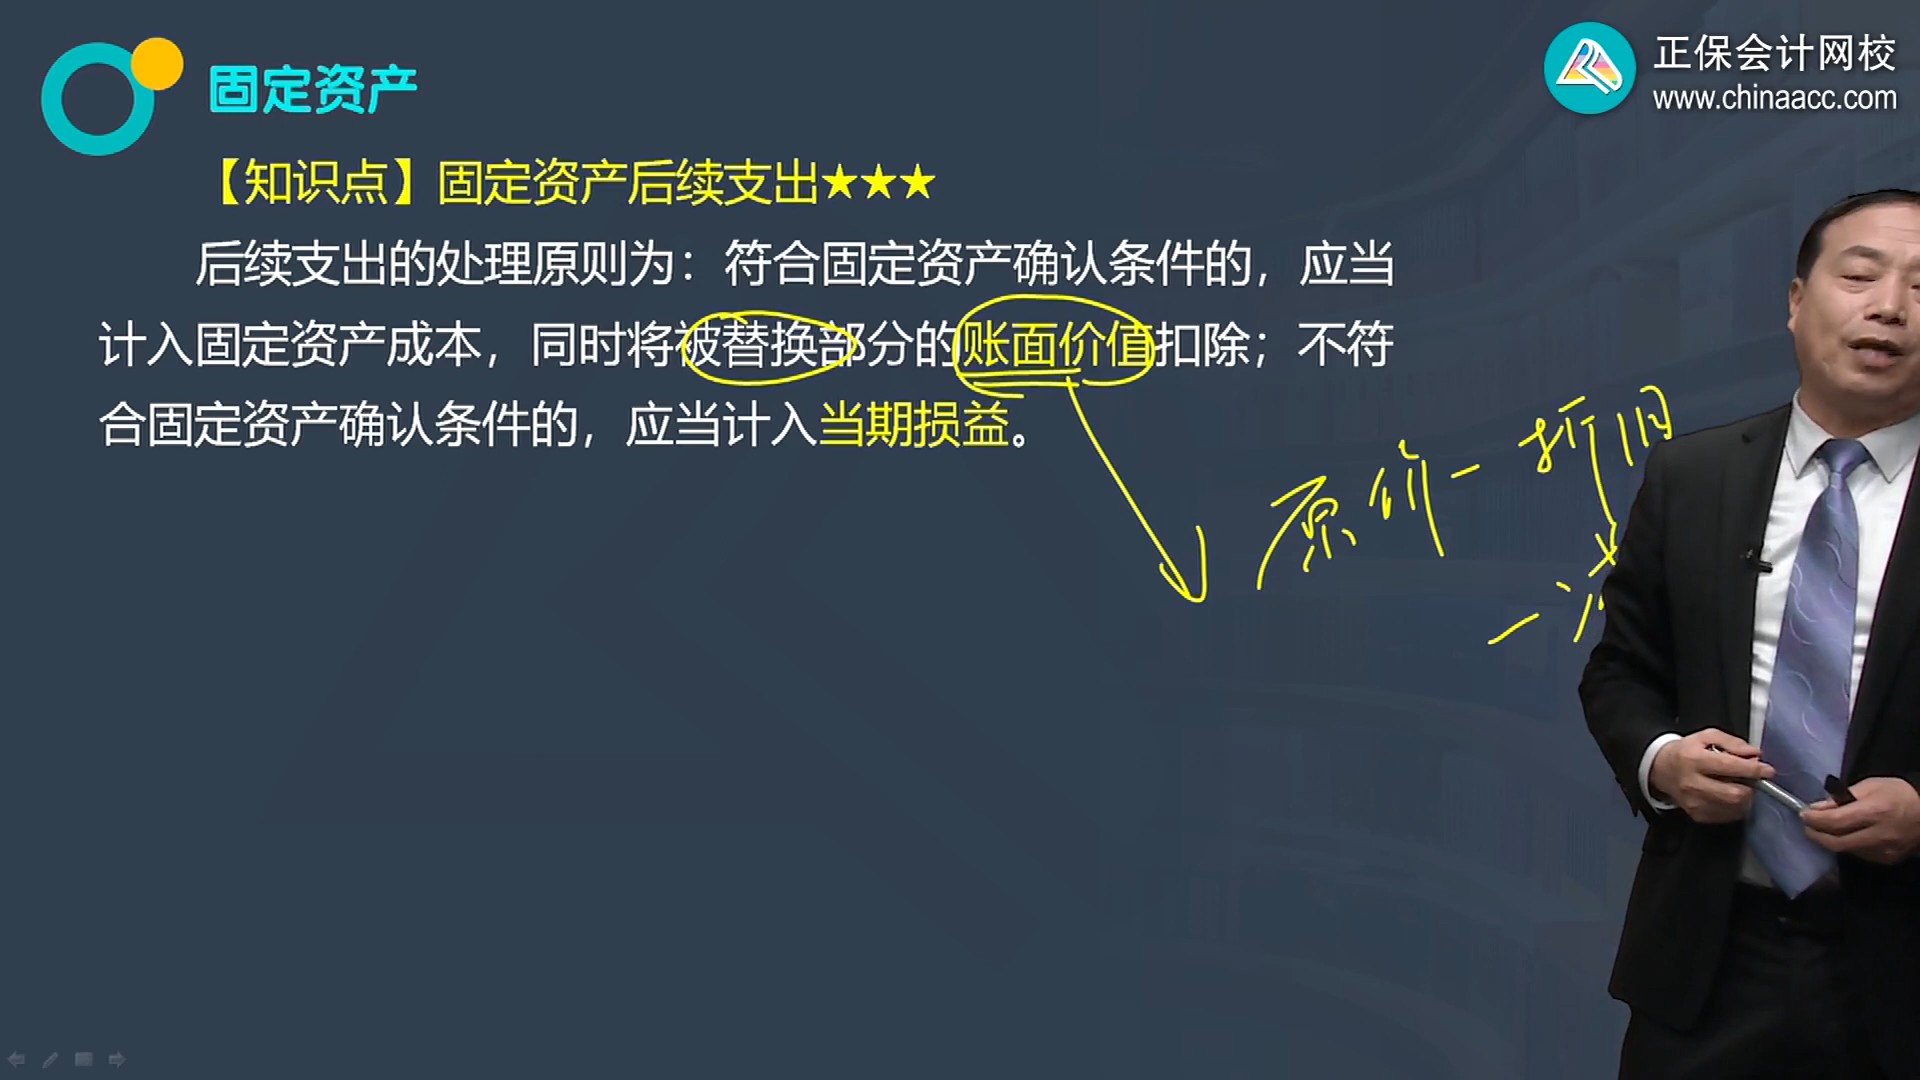 正保会计网校
www.chinaacc.com
固定资产
【知识点】固定资产后续支出★★★
后续支出的处理原则为：符合固定资产确认条件的，应当
计入固定资产成本，同时将被替换部分的账面价值扣除；不符
合固定资产确认条件的，应当计入当期损益。
原价-折旧
-